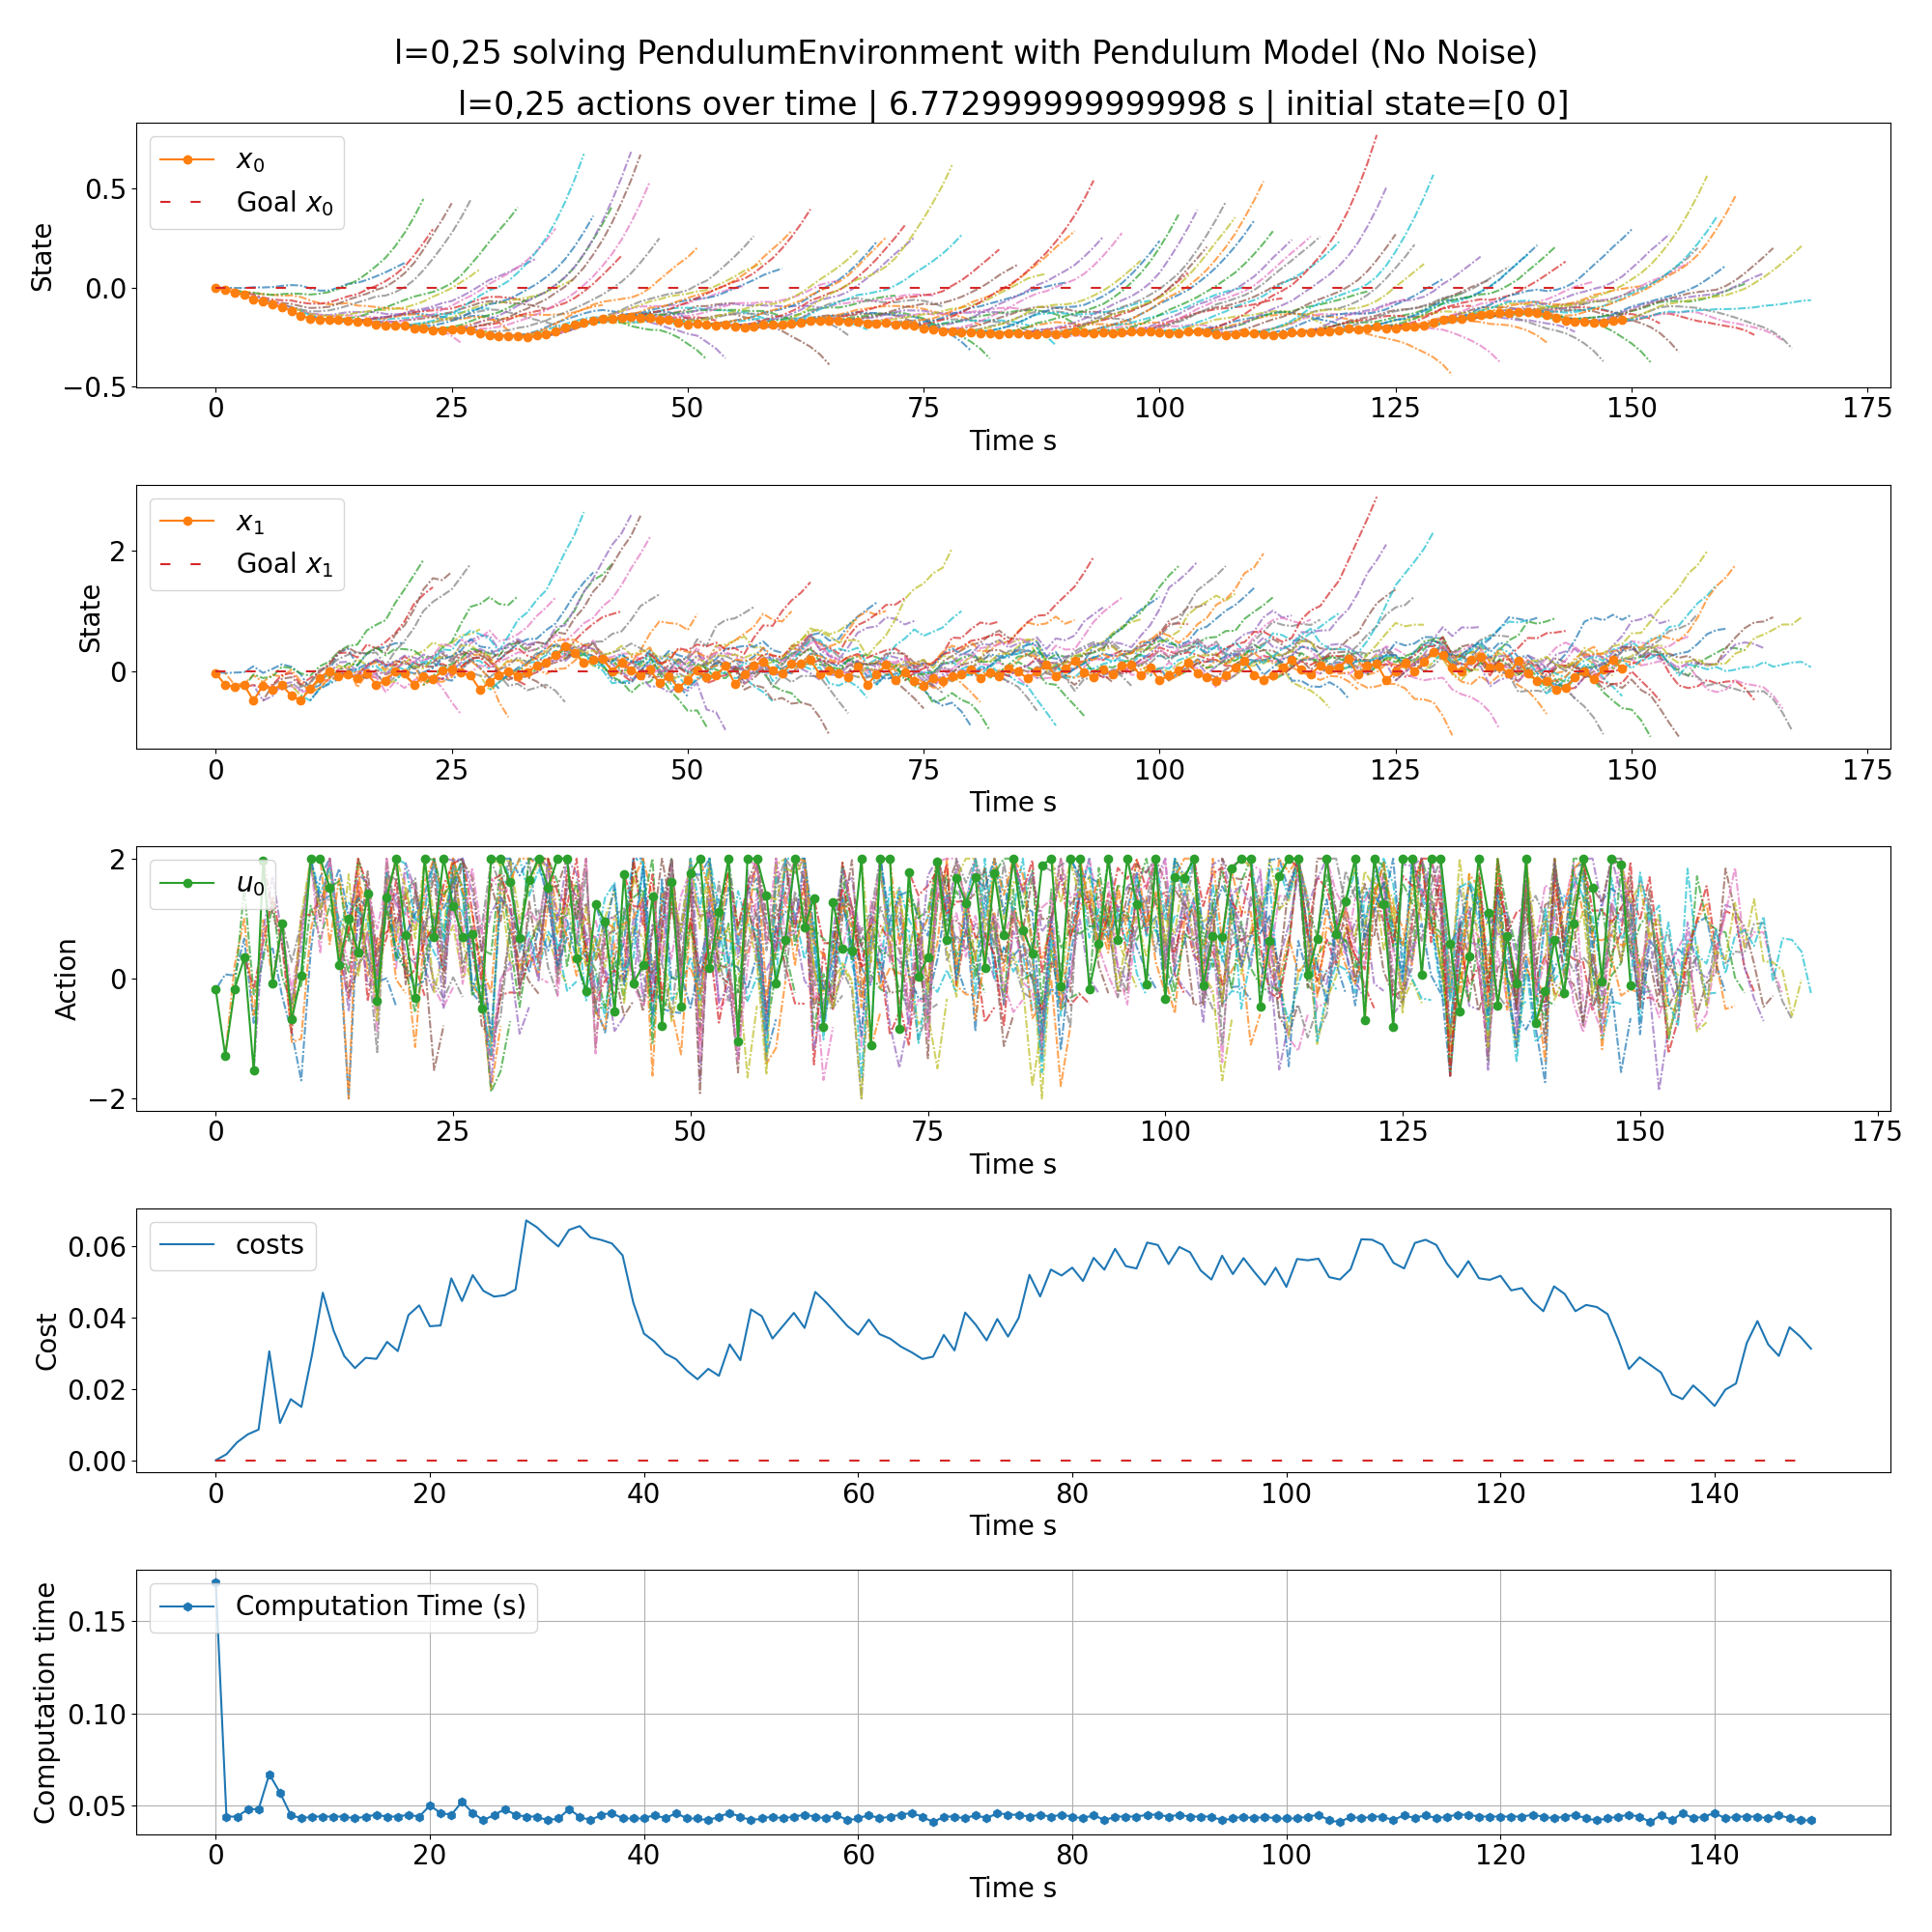 l=0,25 solving PendulumEnvironment with Pendulum Model (No Noise)
l=0,25 actions over time | 6.772999999999998 s | initial state=[0 0]
x0
Goal x0
State
0.5
0.0
−0.5
0 25 50 75 100 125 150 175
Time s
x1
Goal x1
State
2
0
0 25 50 75 100 125 150 175
Time s
u0
Action
2
0
−2
0 25 50 75 100 125 150 175
Time s
costs
Cost
0.06
0.04
0.02
0.00
0 20 40 60 80 100 120 140
Time s
Computation Time (s)
Computation time
0.15
0.10
0.05
0 20 40 60 80 100 120 140
Time s